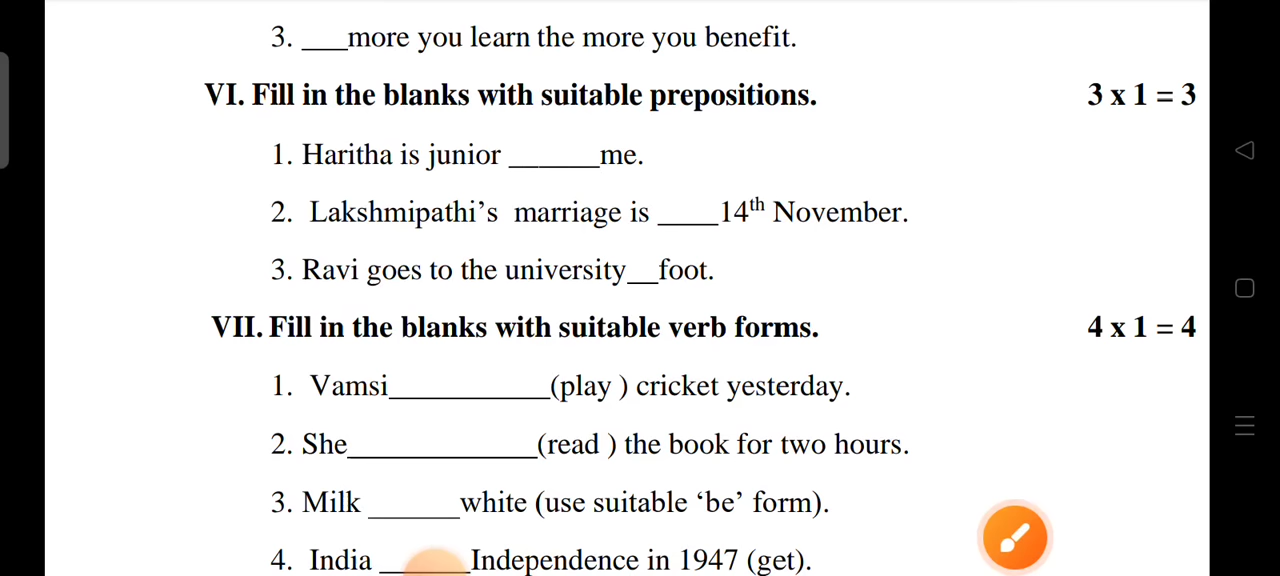 3. ___more you learn the more you benefit.
VI. Fill in the blanks with suitable prepositions. 3 x 1 = 3
1. Haritha is junior ______me.
2. Lakshmipathi’s marriage is ____14th November.
3. Ravi goes to the university__foot.
VII. Fill in the blanks with suitable verb forms. 4 x 1 = 4
1. Vamsi___________(play ) cricket yesterday.
2. She_____________(read ) the book for two hours.
3. Milk ______white (use suitable ‘be’ form).
4. India ______Independence in 1947 (get).